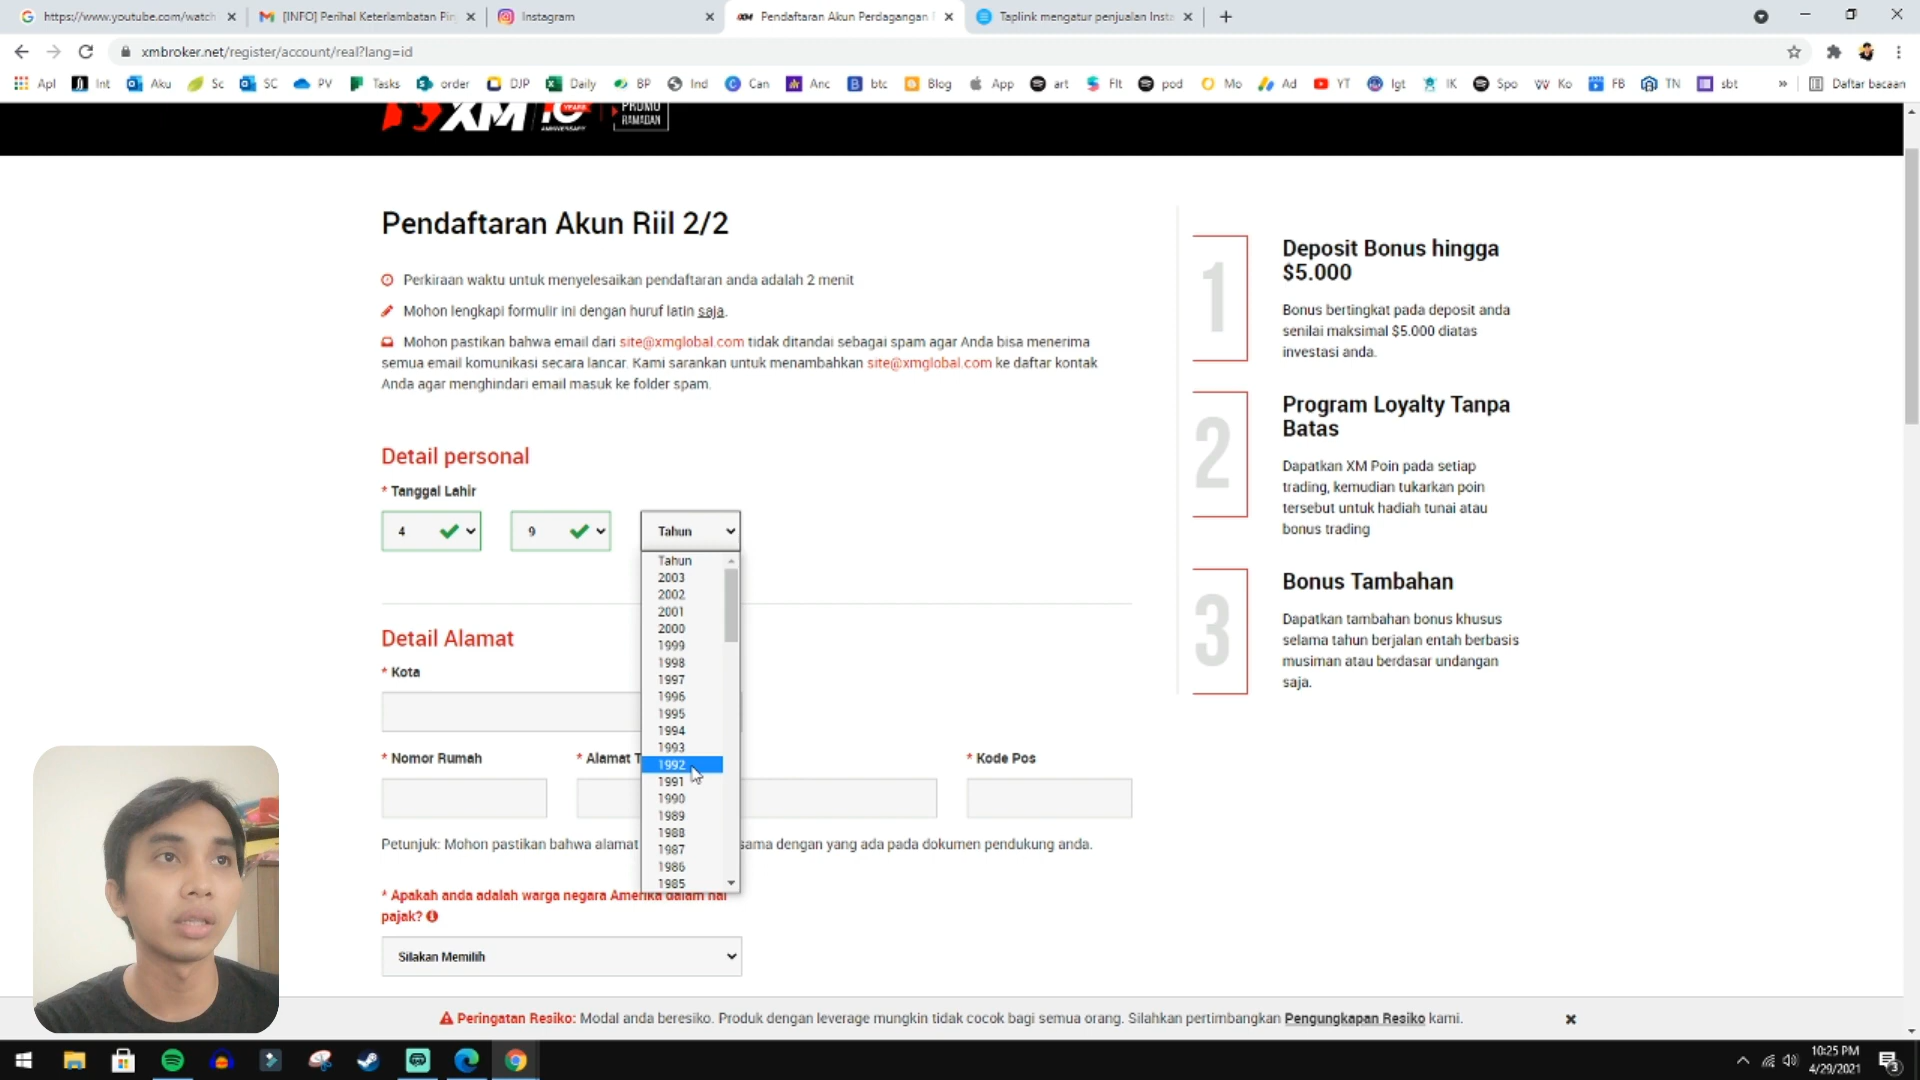 https://www.youtube.com/watch
[INFO] Perihal Keterlambatan Pin
Instagram
Pendaftaran Akun Perdagangan
Taplink mengatur penjualan Insta
xmbroker.net/register/account/real?lang=id
Apl Int Aku Sc SC PV Tasks order DJP Daily BP Ind Can Anc btc Blog App art Flt pod Mo Ad YT Igt IK Spo Ko FB TN sbt » Daftar bacaan
XM 10 YEARS ANNIVERSARY PROMO RAMADAN
Pendaftaran Akun Riil 2/2
Perkiraan waktu untuk menyelesaikan pendaftaran anda adalah 2 menit
Mohon lengkapi formulir ini dengan huruf latin saja.
Mohon pastikan bahwa email dari site@xmglobal.com tidak ditandai sebagai spam agar Anda bisa menerima
semua email komunikasi secara lancar. Kami sarankan untuk menambahkan site@xmglobal.com ke daftar kontak
Anda agar menghindari email masuk ke folder spam.
Detail personal
* Tanggal Lahir
4 9 Tahun
Tahun
2003
2002
2001
2000
1999
1998
1997
1996
1995
1994
1993
1992
1991
1990
1989
1988
1987
1986
1985
Detail Alamat
* Kota
* Nomor Rumah
* Alamat T
* Kode Pos
Petunjuk: Mohon pastikan bahwa alamat sama dengan yang ada pada dokumen pendukung anda.
* Apakah anda adalah warga negara Amerika dalam hal
pajak?
Silakan Memilih
1
Deposit Bonus hingga
$5.000
Bonus bertingkat pada deposit anda
senilai maksimal $5.000 diatas
investasi anda.
2
Program Loyalty Tanpa
Batas
Dapatkan XM Poin pada setiap
trading, kemudian tukarkan poin
tersebut untuk hadiah tunai atau
bonus trading
3
Bonus Tambahan
Dapatkan tambahan bonus khusus
selama tahun berjalan entah berbasis
musiman atau berdasar undangan
saja.
Peringatan Resiko: Modal anda beresiko. Produk dengan leverage mungkin tidak cocok bagi semua orang. Silahkan pertimbangkan Pengungkapan Resiko kami.
10:25 PM
4/29/2021
3